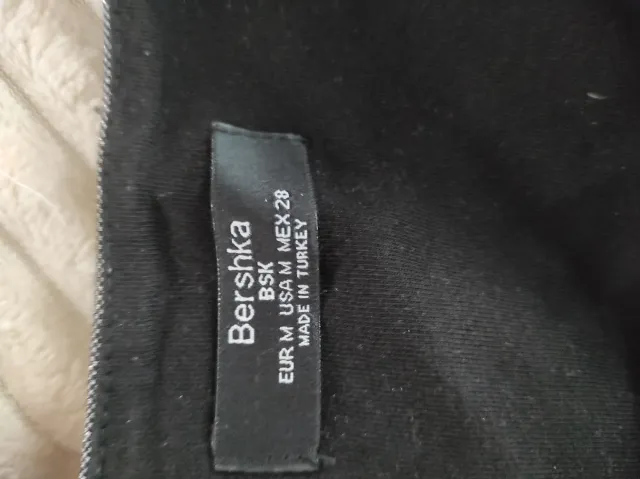 Bershka
BSK
EUR M USA M MEX 28
MADE IN TURKEY